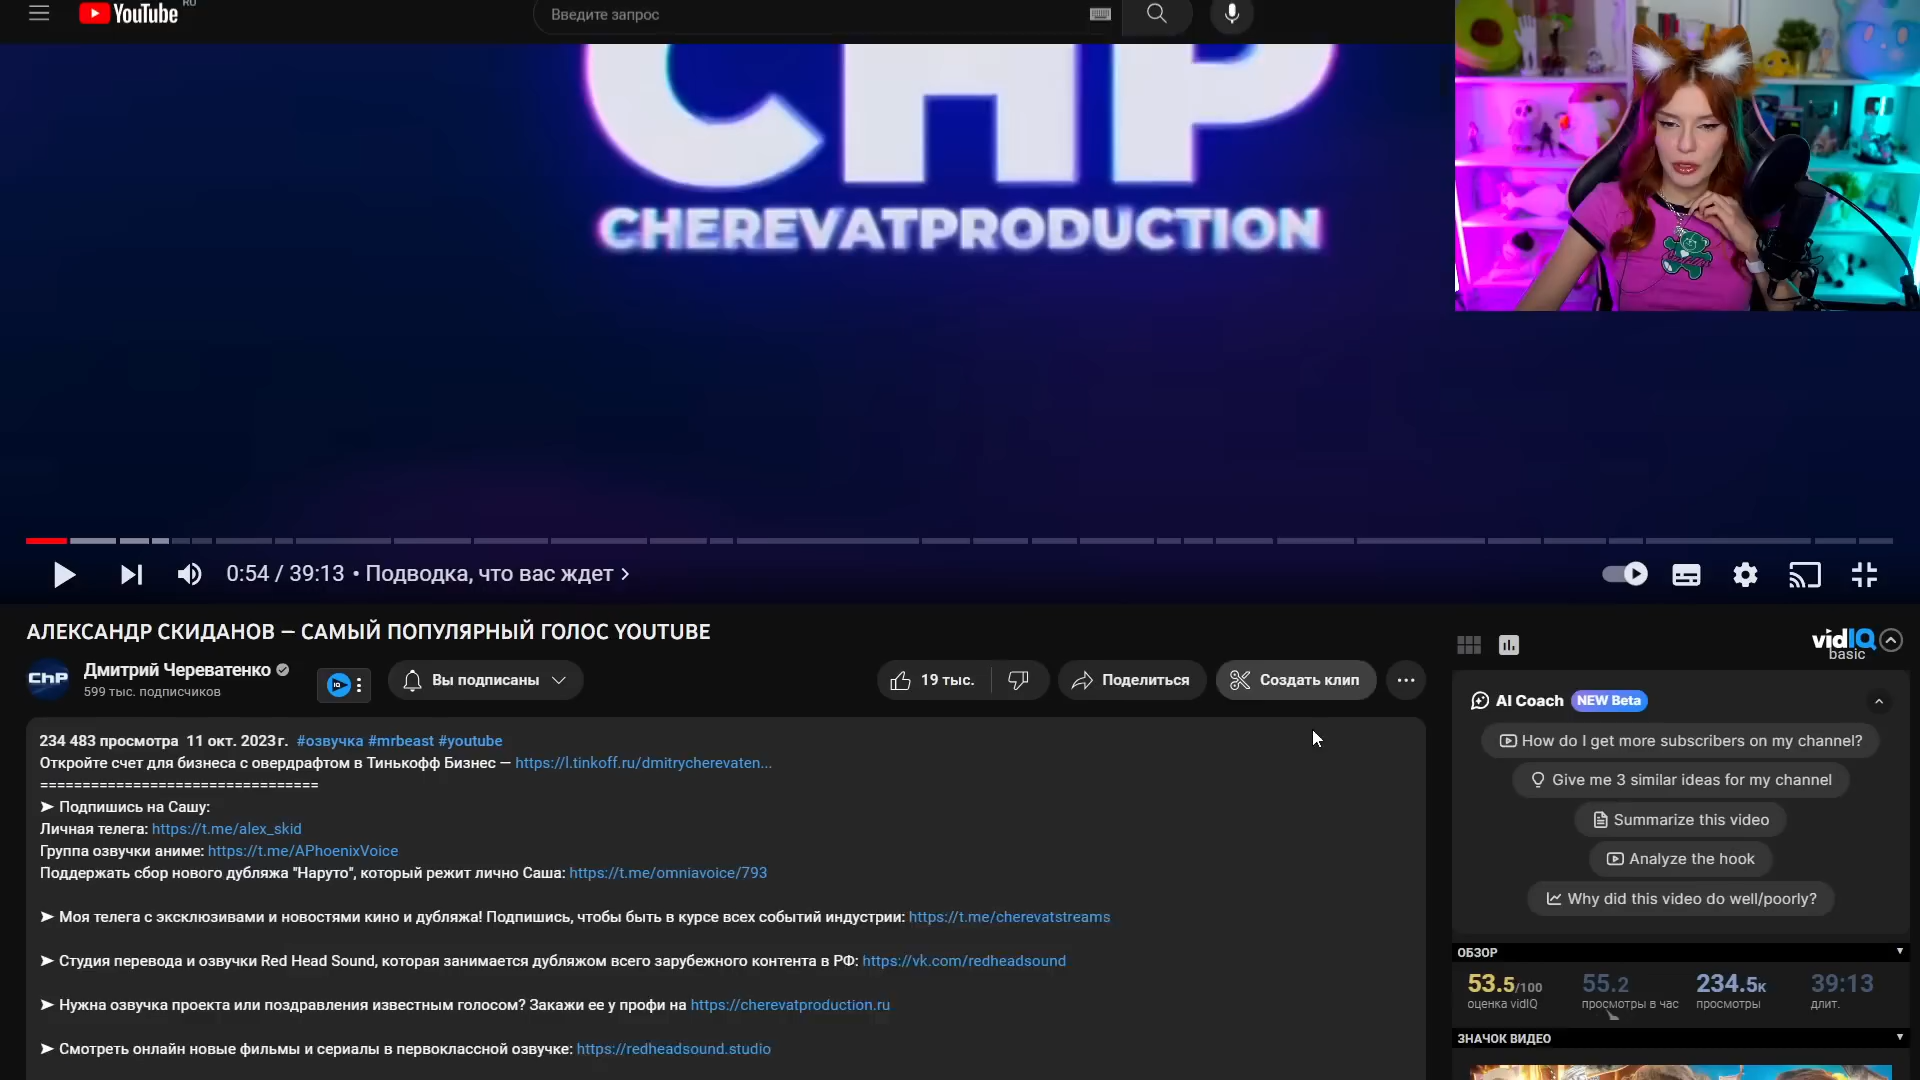 YouTube RU
Введите запрос
CHP
CHEREVATPRODUCTION
0:54 / 39:13 • Подводка, что вас ждет
АЛЕКСАНДР СКИДАНОВ — САМЫЙ ПОПУЛЯРНЫЙ ГОЛОС YOUTUBE
vidIQ
basic
ChP
Дмитрий Череватенко
599 тыс. подписчиков
IQ
Вы подписаны
19 тыс.
Поделиться
Создать клип
AI Coach NEW Beta
How do I get more subscribers on my channel?
Give me 3 similar ideas for my channel
Summarize this video
Analyze the hook
Why did this video do well/poorly?
234 483 просмотра 11 окт. 2023 г. #озвучка #mrbeast #youtube
Откройте счет для бизнеса с овердрафтом в Тинькофф Бизнес — https://l.tinkoff.ru/dmitrycherevaten...
=================================
➤ Подпишись на Сашу:
Личная телега: https://t.me/alex_skid
Группа озвучки аниме: https://t.me/APhoenixVoice
Поддержать сбор нового дубляжа "Наруто", который режит лично Саша: https://t.me/omniavoice/793
➤ Моя телега с эксклюзивами и новостями кино и дубляжа! Подпишись, чтобы быть в курсе всех событий индустрии: https://t.me/cherevatstreams
➤ Студия перевода и озвучки Red Head Sound, которая занимается дубляжом всего зарубежного контента в РФ: https://vk.com/redheadsound
➤ Нужна озвучка проекта или поздравления известным голосом? Закажи ее у профи на https://cherevatproduction.ru
➤ Смотреть онлайн новые фильмы и сериалы в первоклассной озвучке: https://redheadsound.studio
ОБЗОР
53.5/100 55.2 234.5K 39:13
оценка vidIQ просмотры в час просмотры длит.
ЗНАЧОК ВИДЕО